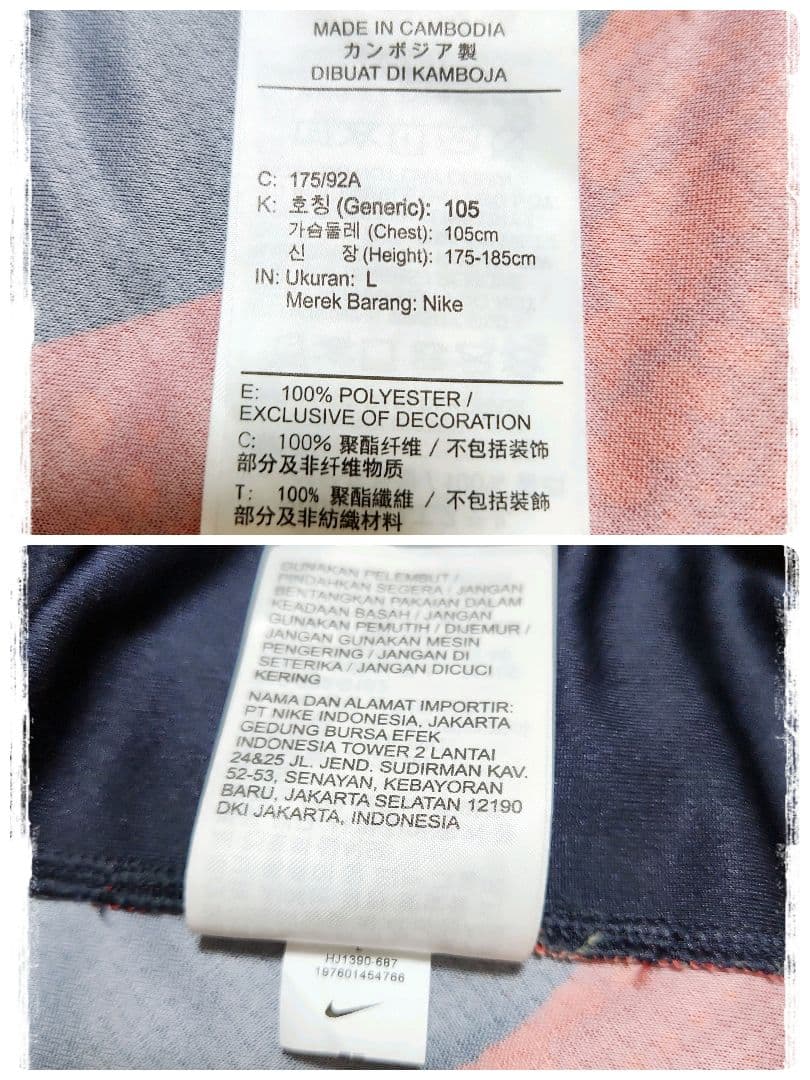 MADE IN CAMBODIA
カンボジア製
DIBUAT DI KAMBOJA
C: 175/92A
K: 호칭 (Generic): 105
가슴둘레 (Chest): 105cm
신 장 (Height): 175-185cm
IN: Ukuran: L
Merek Barang: Nike
E: 100% POLYESTER /
EXCLUSIVE OF DECORATION
C: 100% 聚酯纤维 / 不包括装饰
部分及非纤维物质
T: 100% 聚酯纖維 / 不包括裝飾
部分及非紡織材料
GUNAKAN PELEMBUT /
PINDAHKAN SEGERA / JANGAN
BENTANGKAN PAKAIAN DALAM
KEADAAN BASAH / JANGAN
GUNAKAN PEMUTIH / DIJEMUR /
JANGAN GUNAKAN MESIN
PENGERING / JANGAN DI
SETERIKA / JANGAN DICUCI
KERING
NAMA DAN ALAMAT IMPORTIR:
PT NIKE INDONESIA, JAKARTA
GEDUNG BURSA EFEK
INDONESIA TOWER 2 LANTAI
24&25 JL. JEND. SUDIRMAN KAV.
52-53, SENAYAN, KEBAYORAN
BARU, JAKARTA SELATAN 12190
DKI JAKARTA, INDONESIA
HJ1390-687
197601454766